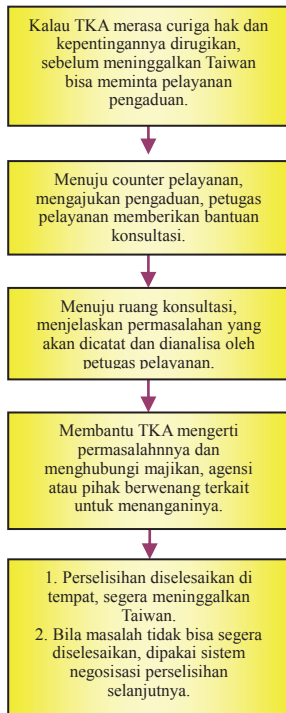 Kalau TKA merasa curiga hak dan
kepentingannya dirugikan,
sebelum meninggalkan Taiwan
bisa meminta pelayanan
pengaduan.
Menuju counter pelayanan,
mengajukan pengaduan, petugas
pelayanan memberikan bantuan
konsultasi.
Menuju ruang konsultasi,
menjelaskan permasalahan yang
akan dicatat dan dianalisa oleh
petugas pelayanan.
Membantu TKA mengerti
permasalahnnya dan
menghubungi majikan, agensi
atau pihak berwenang terkait
untuk menanganinya.
1. Perselisihan diselesaikan di
tempat, segera meninggalkan
Taiwan.
2. Bila masalah tidak bisa segera
diselesaikan, dipakai sistem
negosisasi perselisihan
selanjutnya.